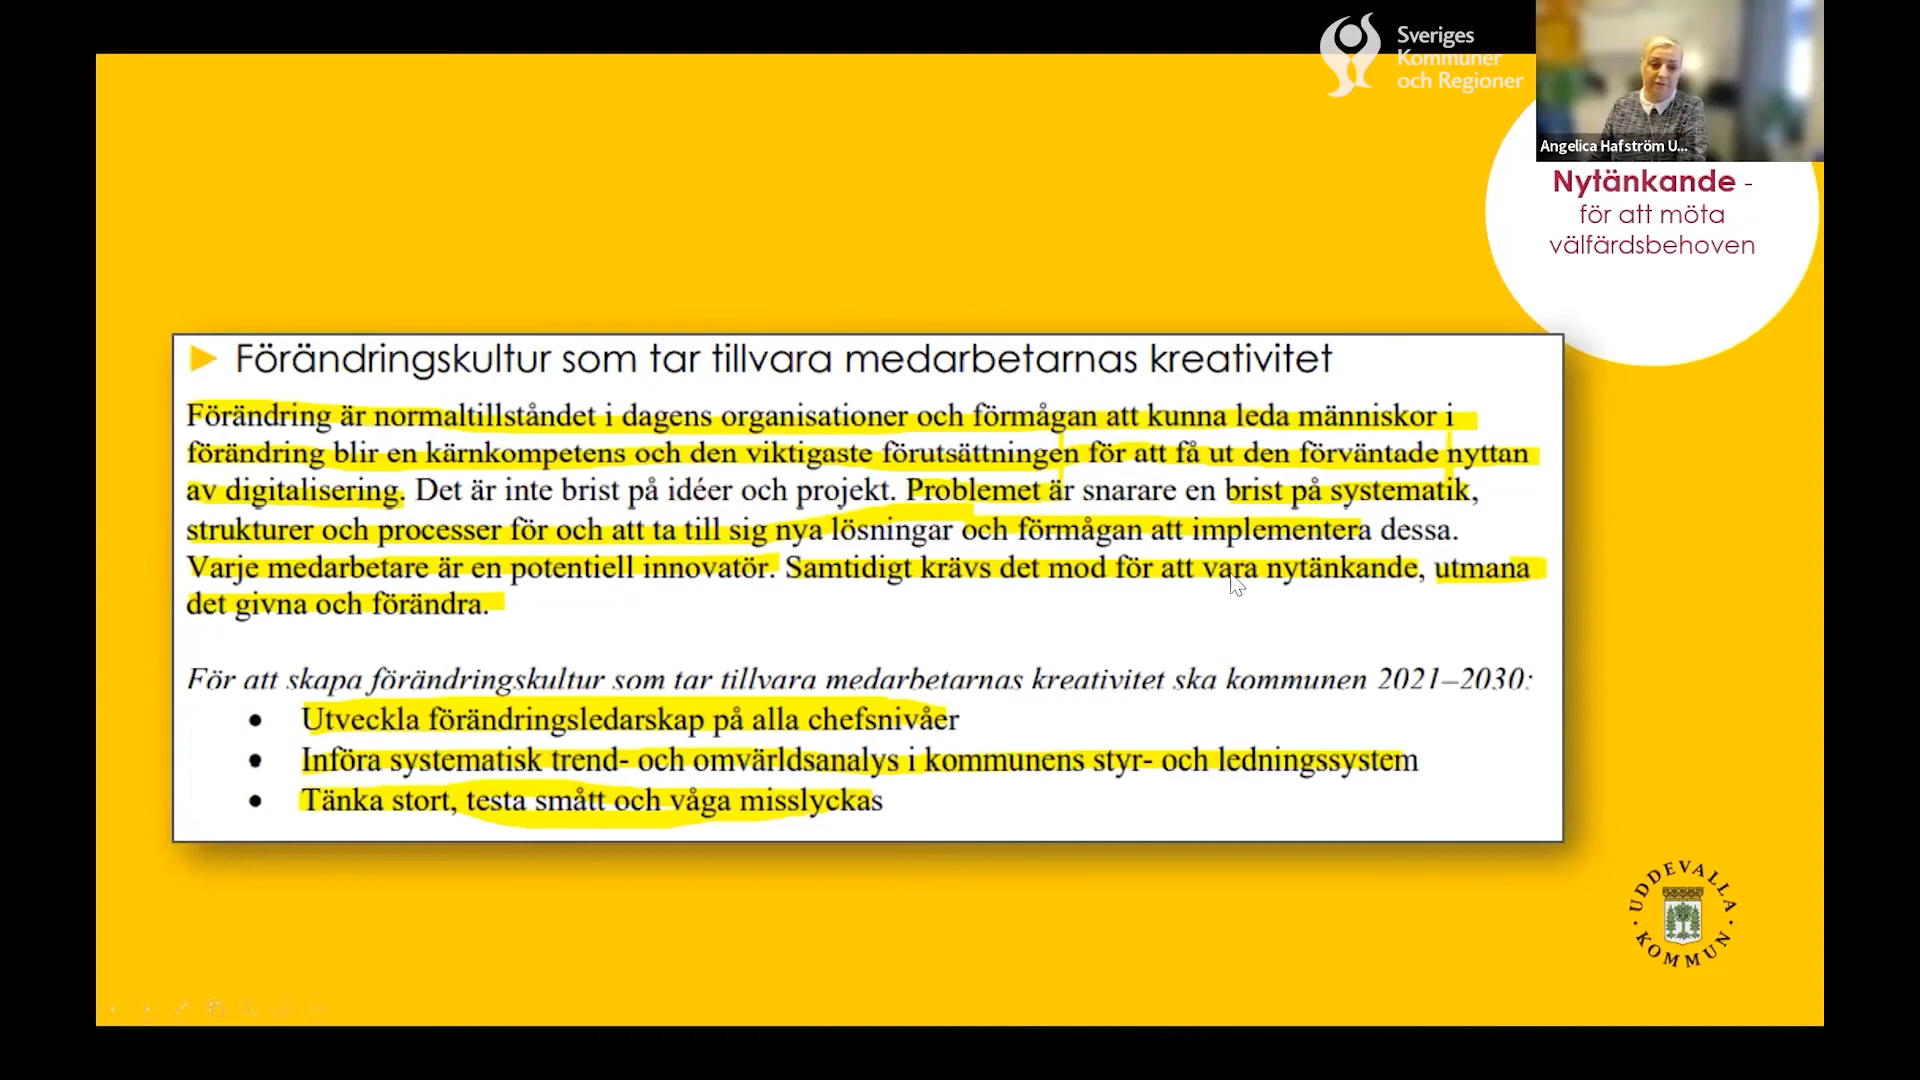 Sveriges
Kommuner
och Regioner
Angelica Hafström U...
Nytänkande -
för att möta
välfärdsbehoven
Förändringskultur som tar tillvara medarbetarnas kreativitet
Förändring är normaltillståndet i dagens organisationer och förmågan att kunna leda människor i
förändring blir en kärnkompetens och den viktigaste förutsättningen för att få ut den förväntade nyttan
av digitalisering. Det är inte brist på idéer och projekt. Problemet är snarare en brist på systematik,
strukturer och processer för och att ta till sig nya lösningar och förmågan att implementera dessa.
Varje medarbetare är en potentiell innovatör. Samtidigt krävs det mod för att vara nytänkande, utmana
det givna och förändra.
För att skapa förändringskultur som tar tillvara medarbetarnas kreativitet ska kommunen 2021–2030:
• Utveckla förändringsledarskap på alla chefsnivåer
• Införa systematisk trend- och omvärldsanalys i kommunens styr- och ledningssystem
• Tänka stort, testa smått och våga misslyckas
UDDEVALLA
KOMMUN